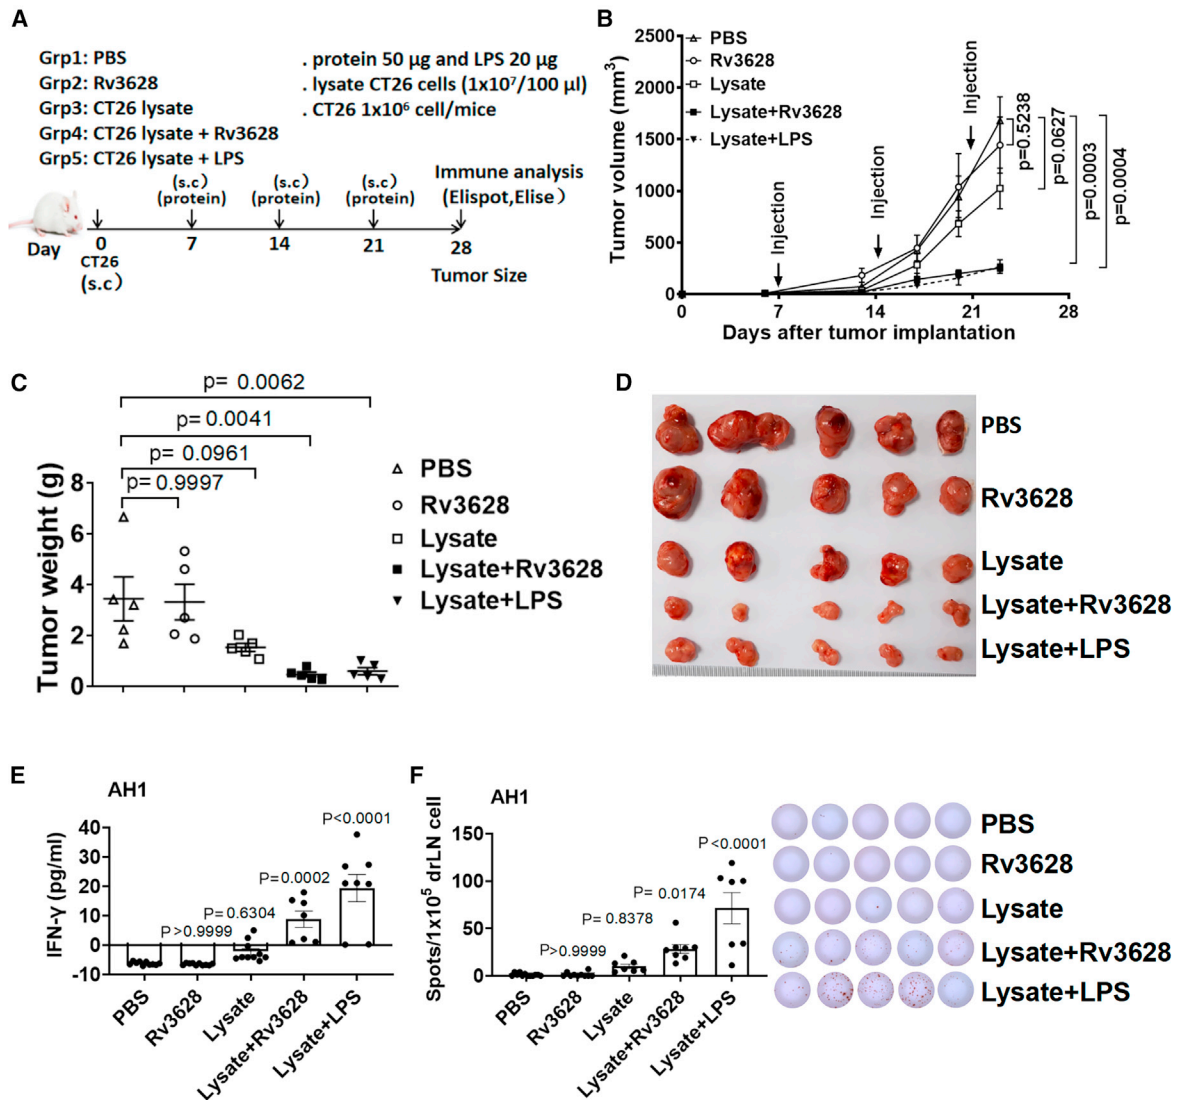 A
Grp1: PBS
Grp2: Rv3628
Grp3: CT26 lysate
Grp4: CT26 lysate + Rv3628
Grp5: CT26 lysate + LPS
. protein 50 µg and LPS 20 µg
. lysate CT26 cells (1x10⁷/100 µl)
. CT26 1x10⁶ cell/mice
(s.c)
(protein)
(s.c)
(protein)
(s.c)
(protein)
Immune analysis
(Elispot,Elise)
Day
0
7
14
21
28
CT26
(s.c)
Tumor Size
B
Tumor volume (mm³)
2500
2000
1500
1000
500
0
PBS
Rv3628
Lysate
Lysate+Rv3628
Lysate+LPS
Injection
Injection
Injection
p=0.5238
p=0.0627
p=0.0003
p=0.0004
0
7
14
21
28
Days after tumor implantation
C
p= 0.0062
p= 0.0041
p= 0.0961
p= 0.9997
Tumor weight (g)
8
6
4
2
0
PBS
Rv3628
Lysate
Lysate+Rv3628
Lysate+LPS
D
PBS
Rv3628
Lysate
Lysate+Rv3628
Lysate+LPS
E
AH1
IFN-γ (pg/ml)
40
30
20
10
0
-10
P>0.9999
P= 0.6304
P= 0.0002
P<0.0001
PBS
Rv3628
Lysate
Lysate+Rv3628
Lysate+LPS
F
AH1
Spots/1x10⁵ drLN cell
150
100
50
0
P>0.9999
P= 0.8378
P= 0.0174
P<0.0001
PBS
Rv3628
Lysate
Lysate+Rv3628
Lysate+LPS
PBS
Rv3628
Lysate
Lysate+Rv3628
Lysate+LPS